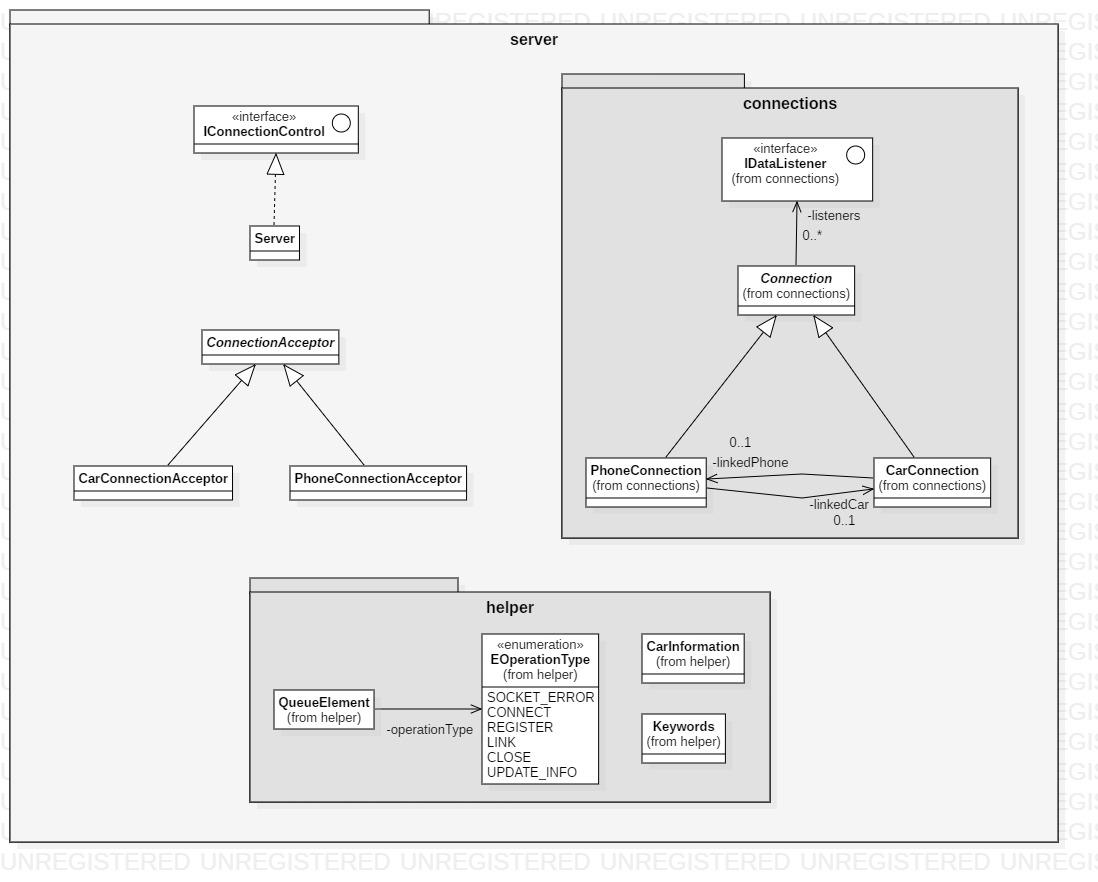 server
«interface»
IConnectionControl
Server
ConnectionAcceptor
CarConnectionAcceptor
PhoneConnectionAcceptor
connections
«interface»
IDataListener
(from connections)
-listeners
0..*
Connection
(from connections)
0..1
-linkedPhone
PhoneConnection
(from connections)
CarConnection
(from connections)
-linkedCar
0..1
helper
QueueElement
(from helper)
-operationType
«enumeration»
EOperationType
(from helper)
SOCKET_ERROR
CONNECT
REGISTER
LINK
CLOSE
UPDATE_INFO
CarInformation
(from helper)
Keywords
(from helper)
UNREGISTERED UNREGISTERED UNREGISTERED UNREGISTERED UNREGISTERED UNREGIS